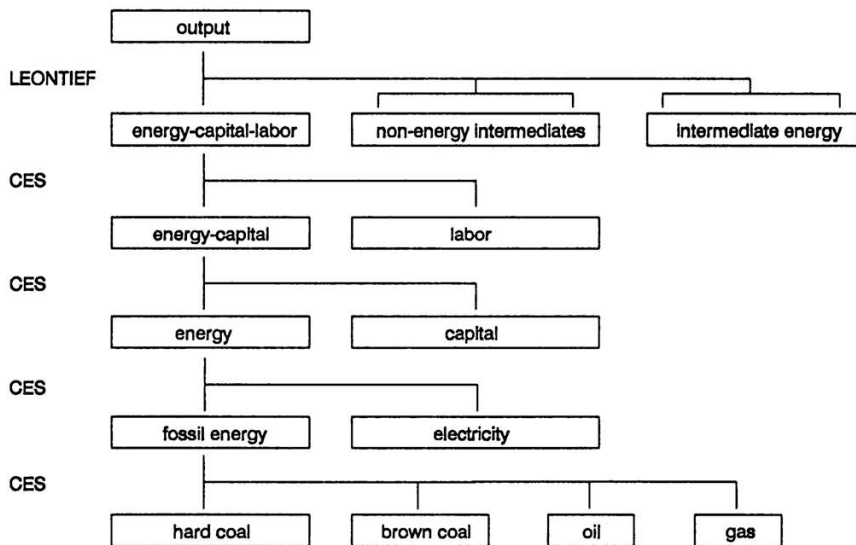 output
LEONTIEF
energy-capital-labor non-energy intermediates intermediate energy
CES
energy-capital labor
CES
energy capital
CES
fossil energy electricity
CES
hard coal brown coal oil gas